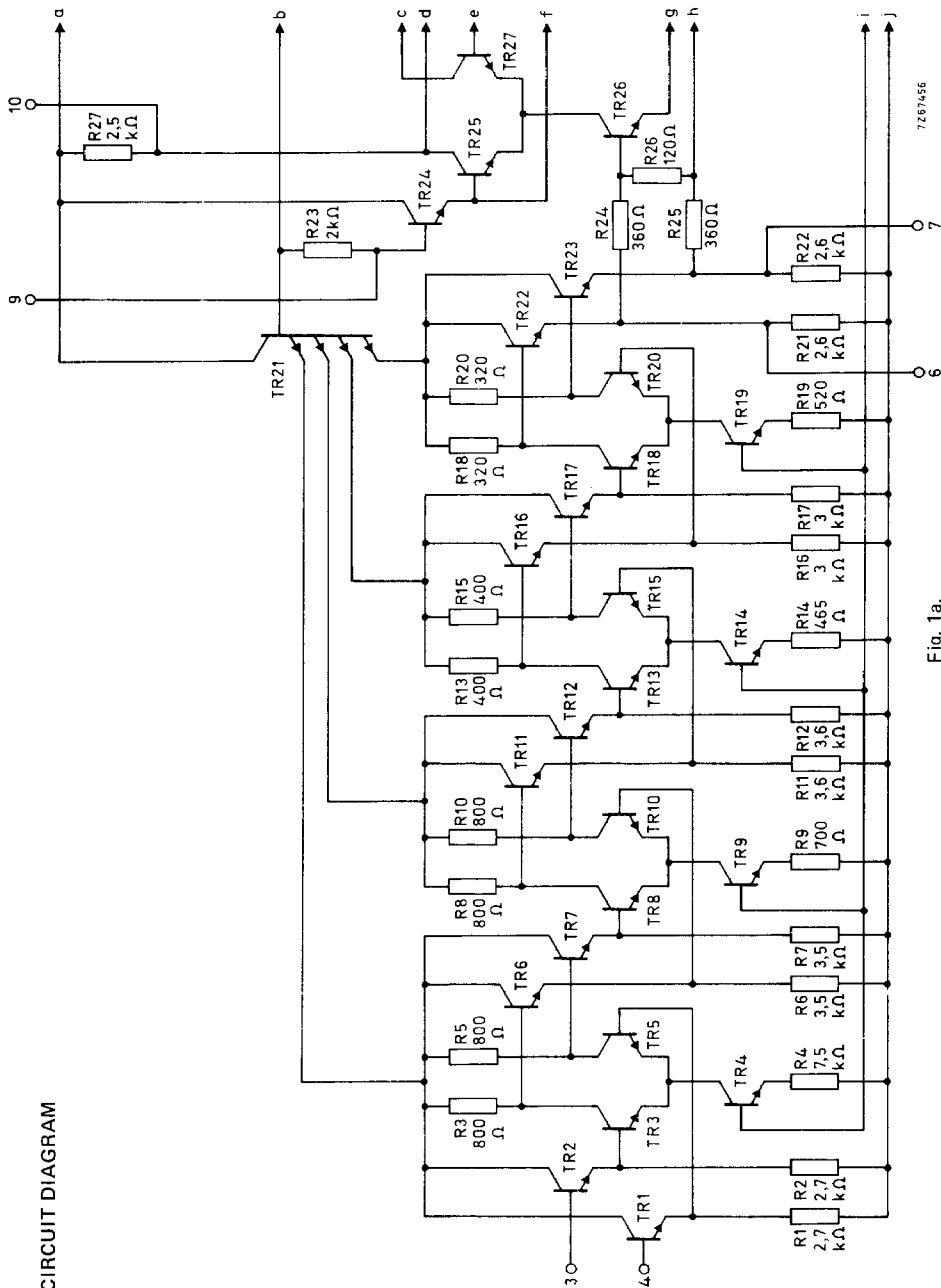 CIRCUIT DIAGRAM
a
b
c
d
e
f
g
h
i
j
10
9
R27
2,5
kΩ
R23
2kΩ
TR27
TR25
TR24
TR26
R26
120Ω
R24
360Ω
R25
360Ω
TR21
TR23
TR22
R20
320
Ω
R18
320
Ω
TR20
TR18
TR19
R19
520
Ω
R21
2,6
kΩ
R22
2,6
kΩ
7
6
TR17
TR16
R15
400
Ω
R13
400
Ω
TR15
TR13
TR14
R14
465
Ω
R16
3
kΩ
R17
3
kΩ
TR12
TR11
R10
800
Ω
R8
800
Ω
TR10
TR8
TR9
R9
700
Ω
R11
3,6
kΩ
R12
3,6
kΩ
TR7
TR6
R5
800
Ω
R3
800
Ω
TR5
TR3
TR4
R4
7,5
kΩ
R6
3,5
kΩ
R7
3,5
kΩ
TR2
TR1
3
4
R1
2,7
kΩ
R2
2,7
kΩ
7Z67456
Fig. 1a.